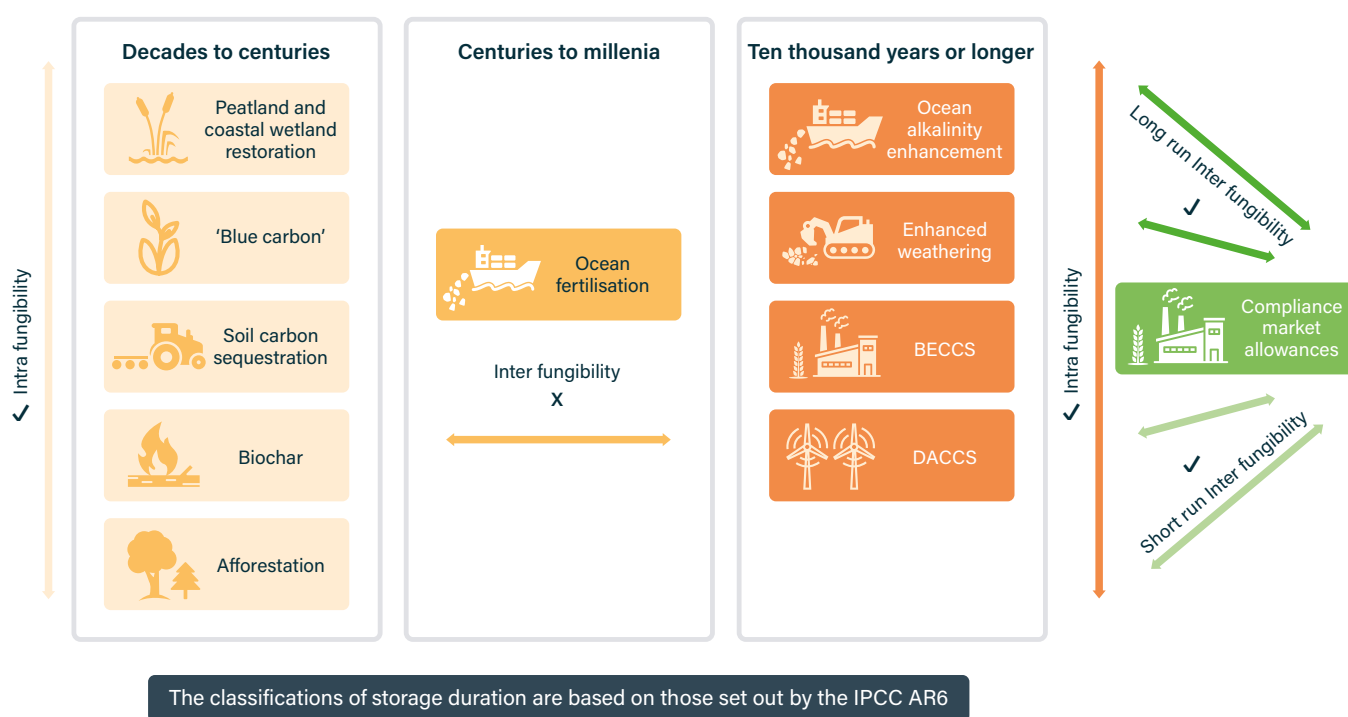 Decades to centuries
Peatland and
coastal wetland
restoration
'Blue carbon'
Soil carbon
sequestration
Biochar
Afforestation
✓ Intra fungibility
Centuries to millenia
Ocean
fertilisation
Inter fungibility
X
Ten thousand years or longer
Ocean
alkalinity
enhancement
Enhanced
weathering
BECCS
DACCS
✓ Intra fungibility
Long run Inter fungibility
✓
Compliance
market
allowances
✓
Short run Inter fungibility
The classifications of storage duration are based on those set out by the IPCC AR6